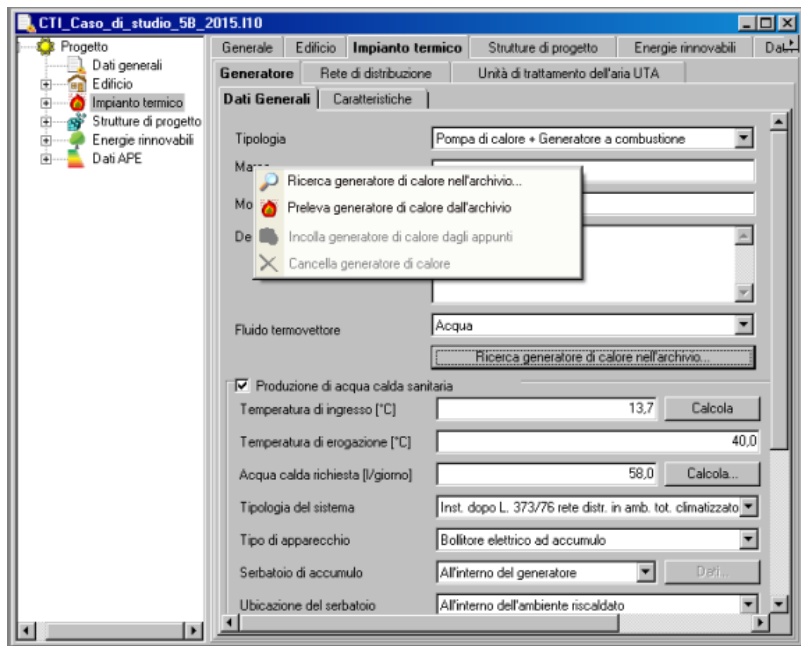 CTI_Caso_di_studio_5B_2015.I10
Progetto
Dati generali
Edificio
Impianto termico
Strutture di progetto
Energie rinnovabili
Dati APE
Generale Edificio Impianto termico Strutture di progetto Energie rinnovabili
Generatore Rete di distribuzione Unità di trattamento dell'aria UTA
Dati Generali Caratteristiche
Tipologia Pompa di calore + Generatore a combustione
Ricerca generatore di calore nell'archivio...
Mo Preleva generatore di calore dall'archivio
De Incolla generatore di calore dagli appunti
Cancella generatore di calore
Fluido termovettore Acqua
Ricerca generatore di calore nell'archivio...
Produzione di acqua calda sanitaria
Temperatura di ingresso [°C] 13,7 Calcola
Temperatura di erogazione [°C] 40,0
Acqua calda richiesta [l/giorno] 58,0 Calcola...
Tipologia del sistema Inst. dopo L. 373/76 rete distr. in amb. tot. climatizzato
Tipo di apparecchio Bollitore elettrico ad accumulo
Serbatoio di accumulo All'interno del generatore Dati...
Ubicazione del serbatoio All'interno dell'ambiente riscaldato